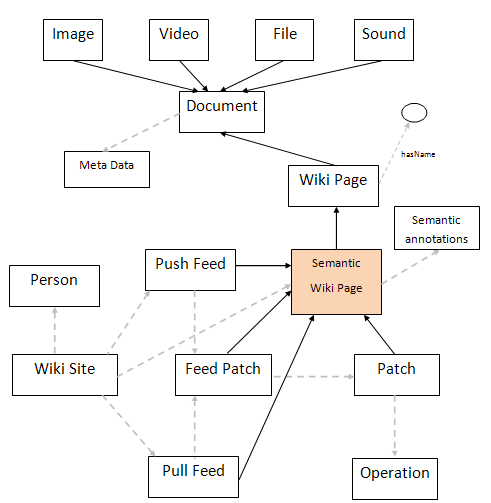 Image
Video
File
Sound
Document
hasName
Meta Data
Wiki Page
Semantic
annotations
Push Feed
Semantic
Wiki Page
Person
Wiki Site
Feed Patch
Patch
Pull Feed
Operation